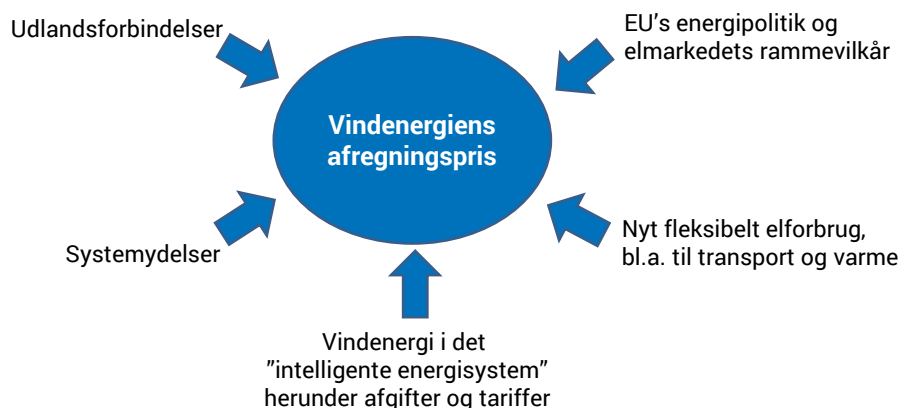 Udlandsforbindelser
EU's energipolitik og
elmarkedets rammevilkår
Vindenergiens
afregningspris
Systemydelser
Nyt fleksibelt elforbrug,
bl.a. til transport og varme
Vindenergi i det
”intelligente energisystem”
herunder afgifter og tariffer